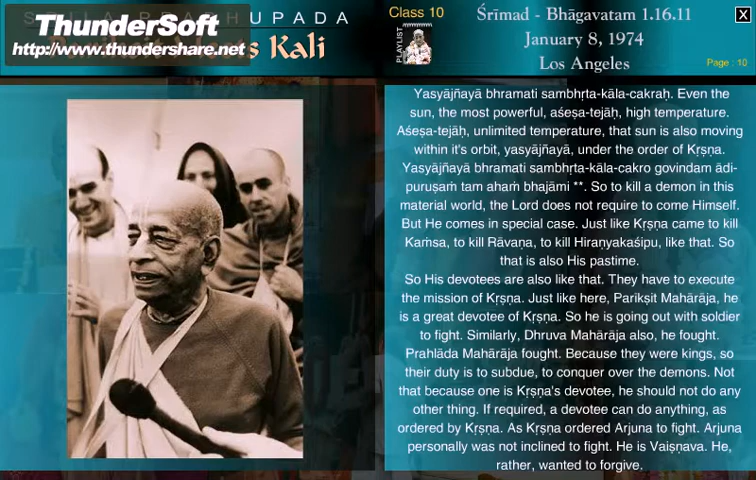 ThunderSoft
http://www.thundershare.net
HUPADA
s Kali
Class 10
PLAYLIST
Śrīmad - Bhāgavatam 1.16.11
January 8, 1974
Los Angeles
X
Page : 10
Yasyājñayā bhramati sambhṛta-kāla-cakraḥ. Even the
sun, the most powerful, aśeṣa-tejāḥ, high temperature.
Aśeṣa-tejāḥ, unlimited temperature, that sun is also moving
within it's orbit, yasyājñayā, under the order of Kṛṣṇa.
Yasyājñayā bhramati sambhṛta-kāla-cakro govindam ādi-
puruṣaṁ tam ahaṁ bhajāmi **. So to kill a demon in this
material world, the Lord does not require to come Himself.
But He comes in special case. Just like Kṛṣṇa came to kill
Kaṁsa, to kill Rāvaṇa, to kill Hiraṇyakaśipu, like that. So
that is also His pastime.
So His devotees are also like that. They have to execute
the mission of Kṛṣṇa. Just like here, Parikṣit Mahārāja, he
is a great devotee of Kṛṣṇa. So he is going out with soldier
to fight. Similarly, Dhruva Mahārāja also, he fought.
Prahlāda Mahārāja fought. Because they were kings, so
their duty is to subdue, to conquer over the demons. Not
that because one is Kṛṣṇa's devotee, he should not do any
other thing. If required, a devotee can do anything, as
ordered by Kṛṣṇa. As Kṛṣṇa ordered Arjuna to fight. Arjuna
personally was not inclined to fight. He is Vaiṣṇava. He,
rather, wanted to forgive.